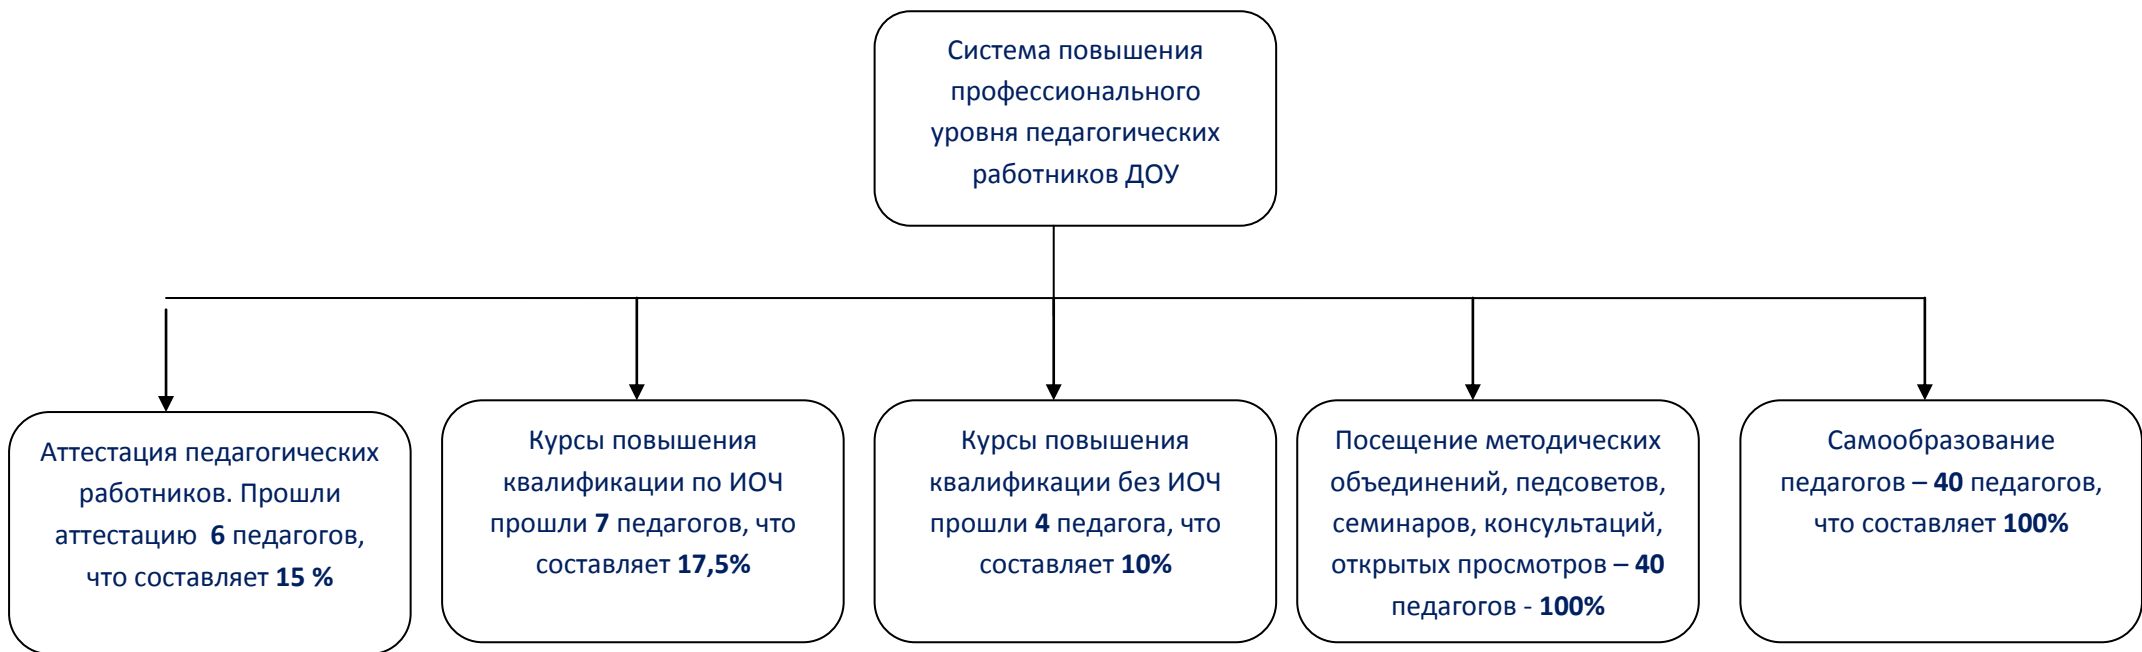 Система повышения
профессионального
уровня педагогических
работников ДОУ
Аттестация педагогических
работников. Прошли
аттестацию 6 педагогов,
что составляет 15 %
Курсы повышения
квалификации по ИОЧ
прошли 7 педагогов, что
составляет 17,5%
Курсы повышения
квалификации без ИОЧ
прошли 4 педагога, что
составляет 10%
Посещение методических
объединений, педсоветов,
семинаров, консультаций,
открытых просмотров – 40
педагогов - 100%
Самообразование
педагогов – 40 педагогов,
что составляет 100%